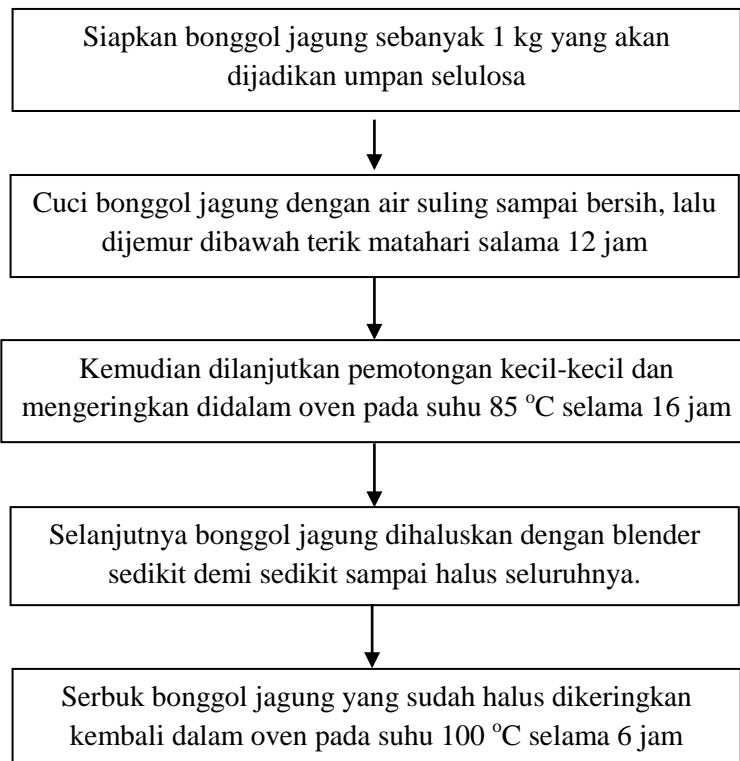 Siapkan bonggol jagung sebanyak 1 kg yang akan
dijadikan umpan selulosa
Cuci bonggol jagung dengan air suling sampai bersih, lalu
dijemur dibawah terik matahari salama 12 jam
Kemudian dilanjutkan pemotongan kecil-kecil dan
mengeringkan didalam oven pada suhu 85 °C selama 16 jam
Selanjutnya bonggol jagung dihaluskan dengan blender
sedikit demi sedikit sampai halus seluruhnya.
Serbuk bonggol jagung yang sudah halus dikeringkan
kembali dalam oven pada suhu 100 °C selama 6 jam